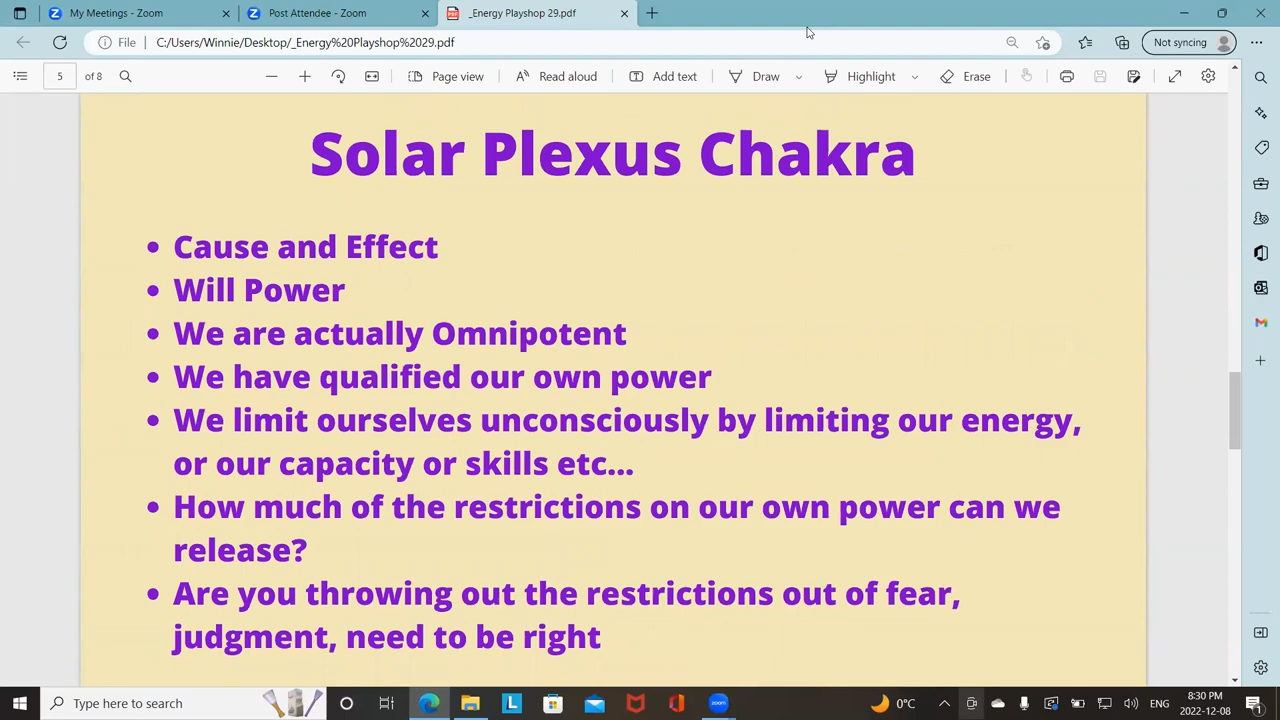 My Meetings - Zoom
Post Attendee - Zoom
_Energy Playshop 29.pdf
File
C:/Users/Winnie/Desktop/_Energy%20Playshop%2029.pdf
Not syncing
5 of 8
Page view
Read aloud
Add text
Draw
Highlight
Erase
Solar Plexus Chakra
• Cause and Effect
• Will Power
• We are actually Omnipotent
• We have qualified our own power
• We limit ourselves unconsciously by limiting our energy,
or our capacity or skills etc...
• How much of the restrictions on our own power can we
release?
• Are you throwing out the restrictions out of fear,
judgment, need to be right
Type here to search
0°C
ENG
8:30 PM
2022-12-08